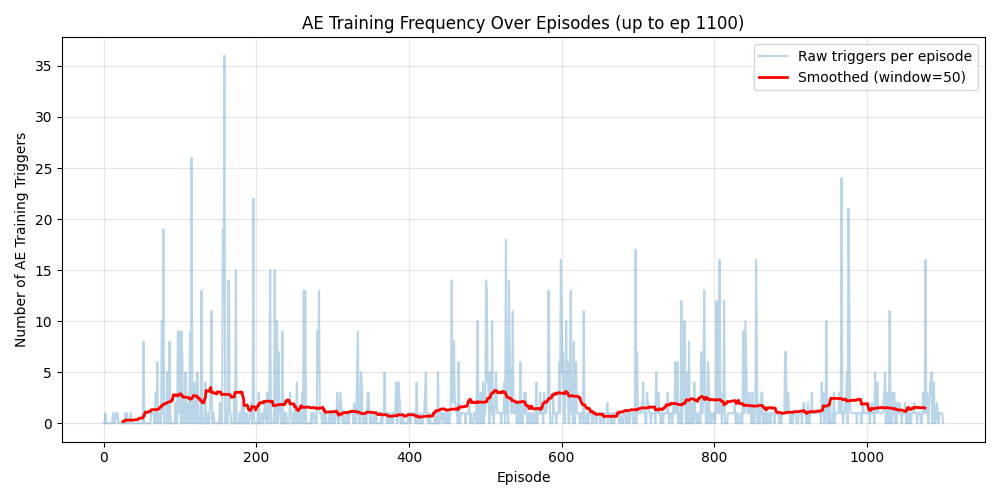 AE Training Frequency Over Episodes (up to ep 1100)
Raw triggers per episode
Smoothed (window=50)
Number of AE Training Triggers
35
30
25
20
15
10
5
0
0 200 400 600 800 1000
Episode